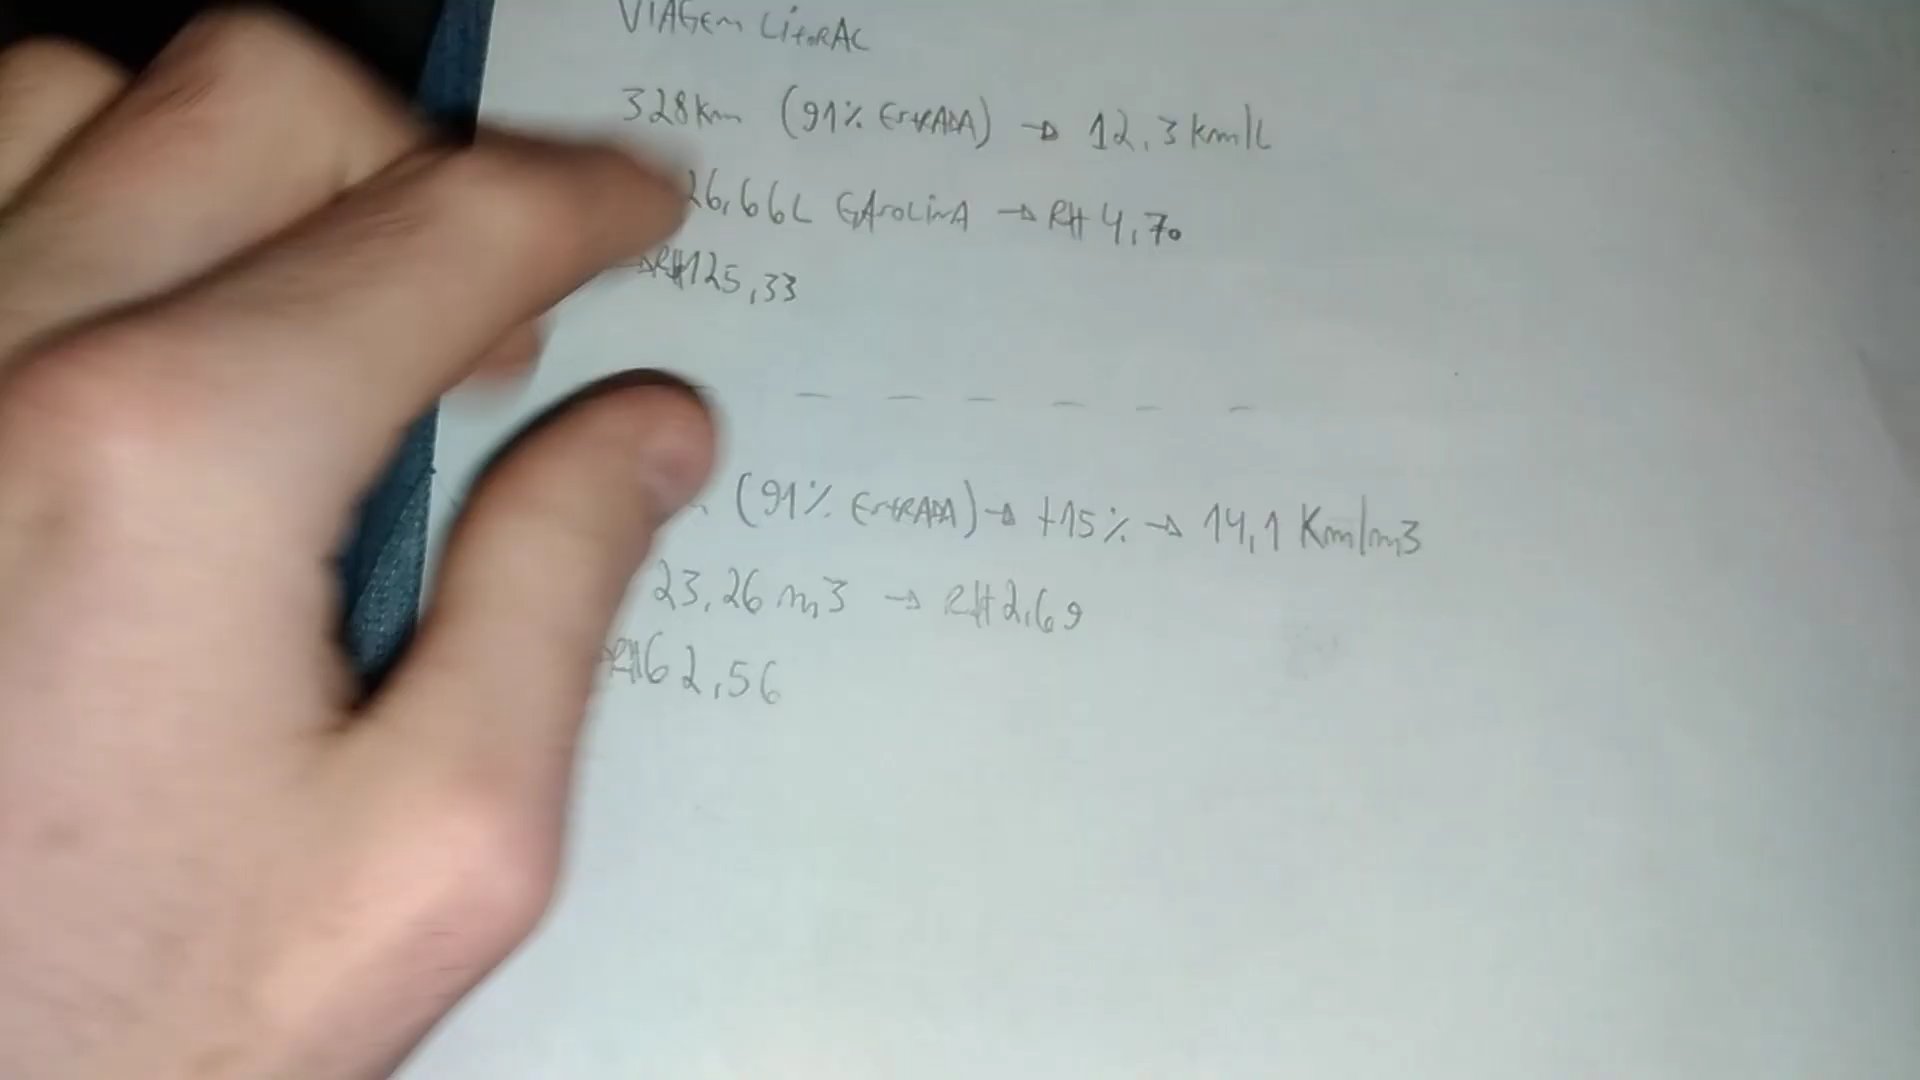 VIAGEM LITORAL
328Km (91% ESTRADA) → 12,3 Km/L
26,66L GASOLINA → R$ 4,70
→R$125,33
(91% ESTRADA) → +15% → 14,1 Km/m3
23,26 m3 → R$2,69
R$62,56